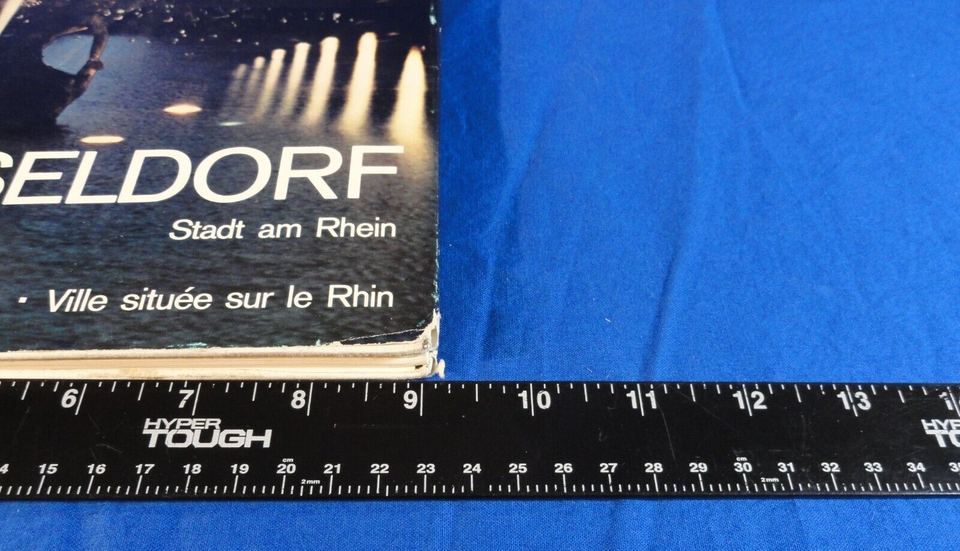 SELDORF
Stadt am Rhein
· Ville située sur le Rhin
6 7 8 9 10 11 12 13
HYPER
TOUGH
cm cm
15 16 17 18 19 20 21 22 23 24 25 26 27 28 29 30 31 32 33 34
2mm 2mm